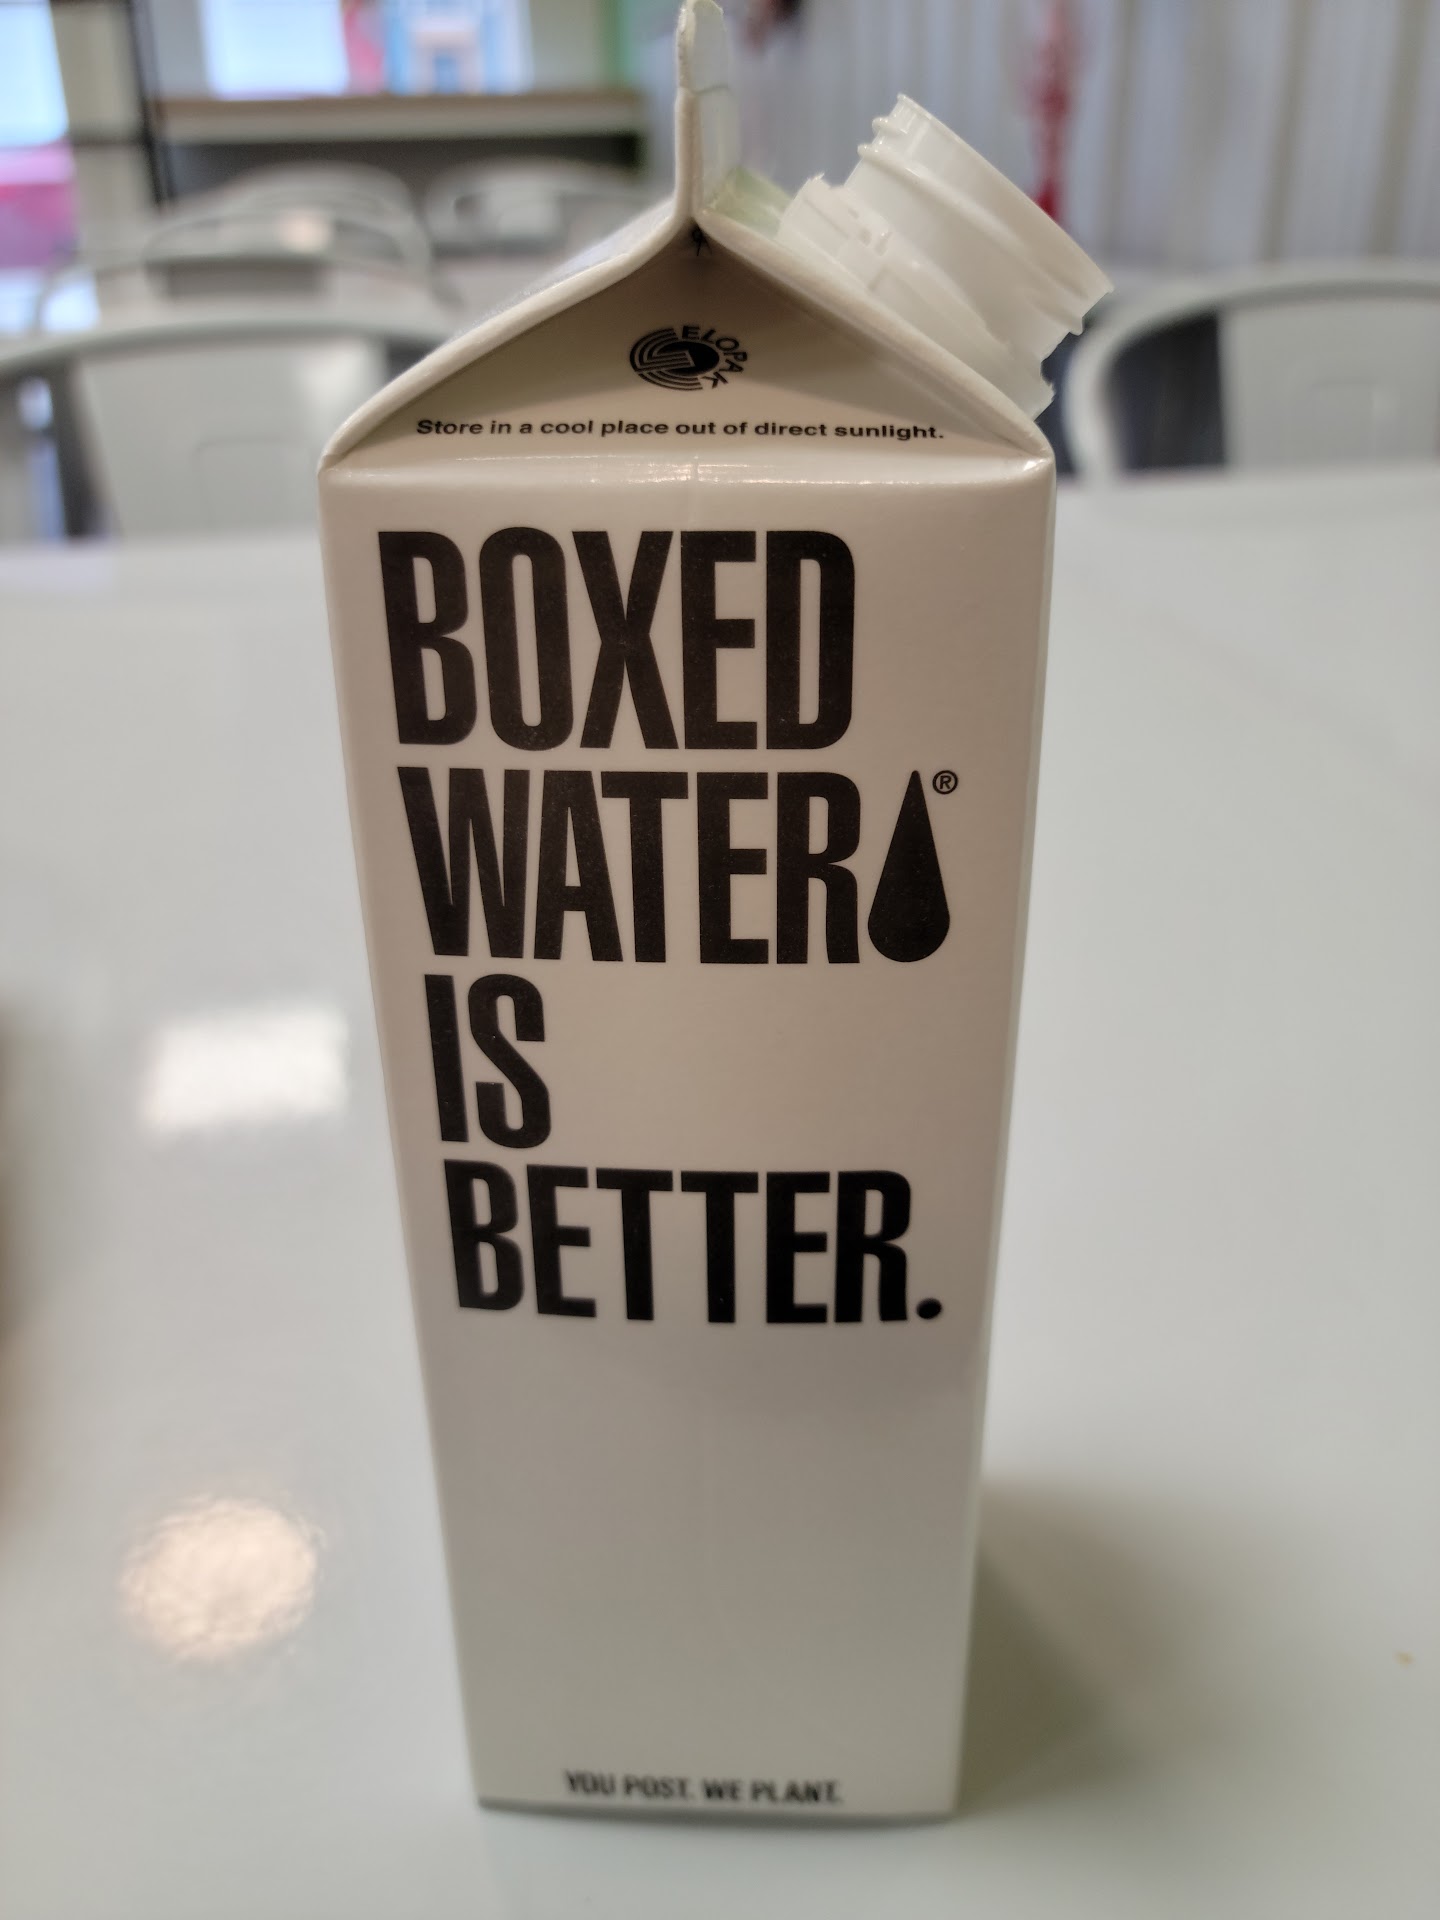 ELOPAK
Store in a cool place out of direct sunlight.
BOXED
WATER®
IS
BETTER.
YOU POST. WE PLANT.